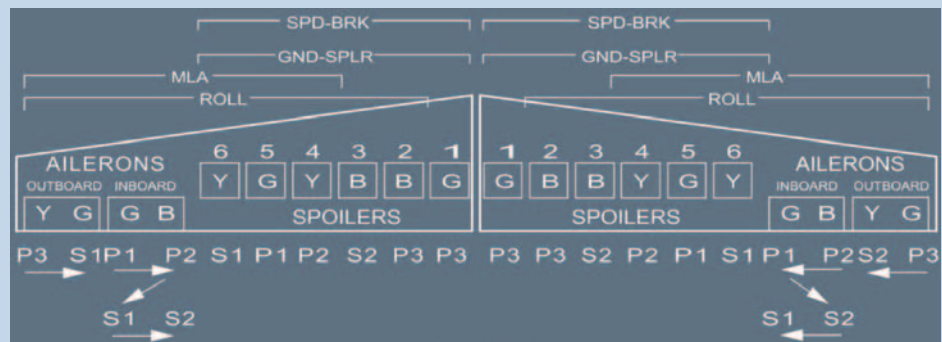 SPD-BRK SPD-BRK
GND-SPLR GND-SPLR
MLA MLA
ROLL ROLL
6 5 4 3 2 1 1 2 3 4 5 6
AILERONS AILERONS
Y G Y B B G G B B Y G Y
OUTBOARD INBOARD INBOARD OUTBOARD
Y G G B SPOILERS SPOILERS G B Y G
P3 S1 P1 P2 S1 P1 P2 S2 P3 P3 P3 P3 S2 P2 P1 S1 P1 P2 S2 P3
S1 S2 S1 S2